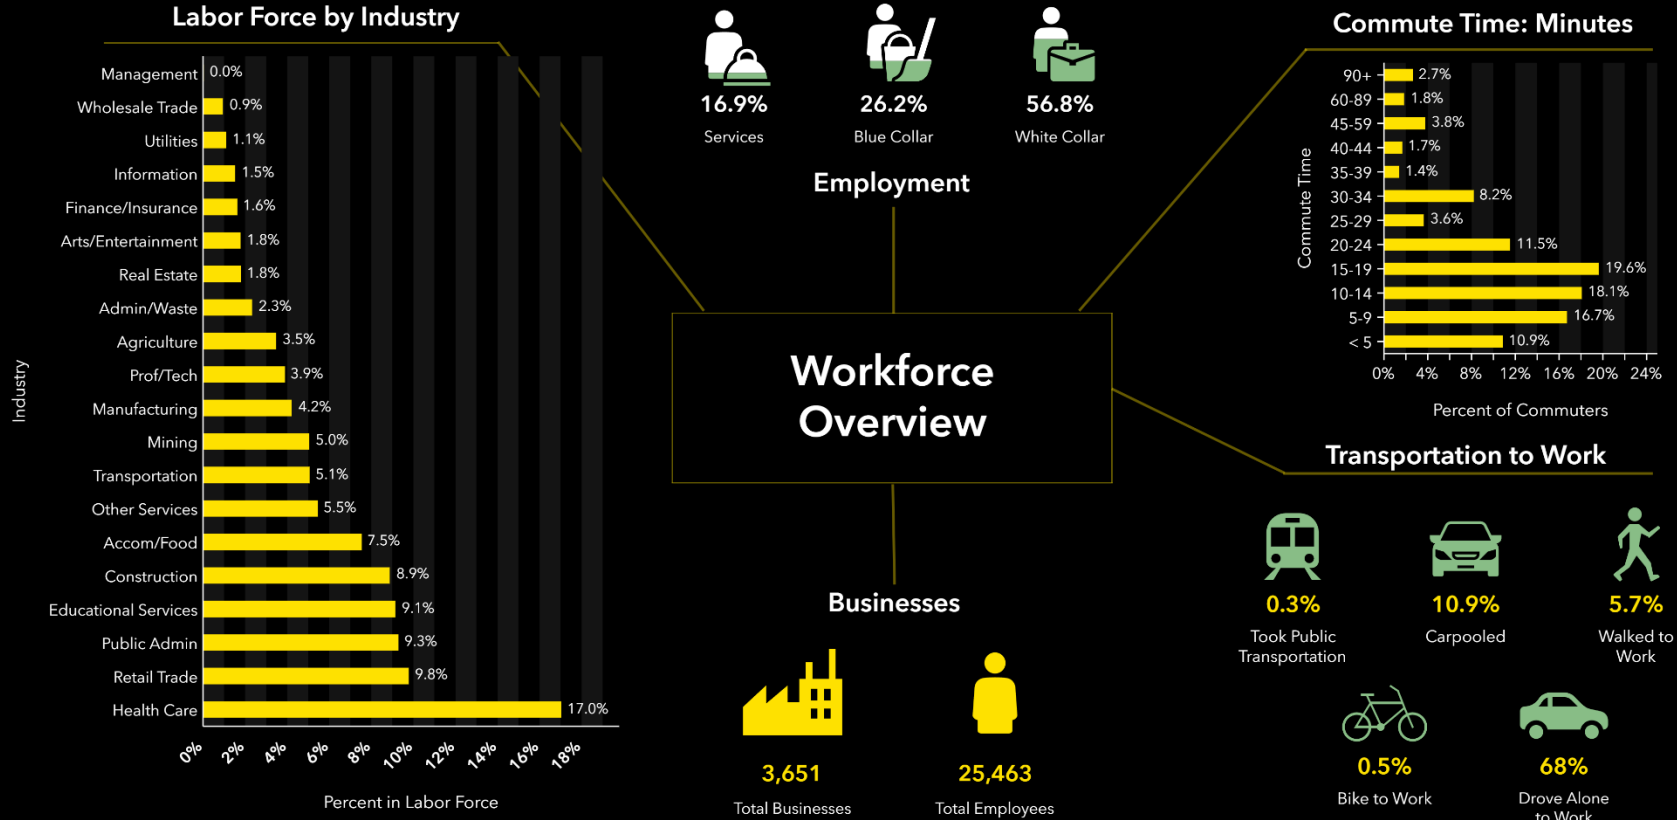 Labor Force by Industry
Management 0.0%
Wholesale Trade 0.9%
Utilities 1.1%
Information 1.5%
Finance/Insurance 1.6%
Arts/Entertainment 1.8%
Real Estate 1.8%
Admin/Waste 2.3%
Agriculture 3.5%
Prof/Tech 3.9%
Manufacturing 4.2%
Mining 5.0%
Transportation 5.1%
Other Services 5.5%
Accom/Food 7.5%
Construction 8.9%
Educational Services 9.1%
Public Admin 9.3%
Retail Trade 9.8%
Health Care 17.0%
Industry
0% 2% 4% 6% 8% 10% 12% 14% 16% 18%
Percent in Labor Force
16.9% 26.2% 56.8%
Services Blue Collar White Collar
Employment
Workforce
Overview
Businesses
3,651 25,463
Total Businesses Total Employees
Commute Time: Minutes
90+ 2.7%
60-89 1.8%
45-59 3.8%
40-44 1.7%
35-39 1.4%
30-34 8.2%
25-29 3.6%
20-24 11.5%
15-19 19.6%
10-14 18.1%
5-9 16.7%
< 5 10.9%
Commute Time
0% 4% 8% 12% 16% 20% 24%
Percent of Commuters
Transportation to Work
0.3% 10.9% 5.7%
Took Public Carpooled Walked to
Transportation Work
0.5% 68%
Bike to Work Drove Alone
to Work